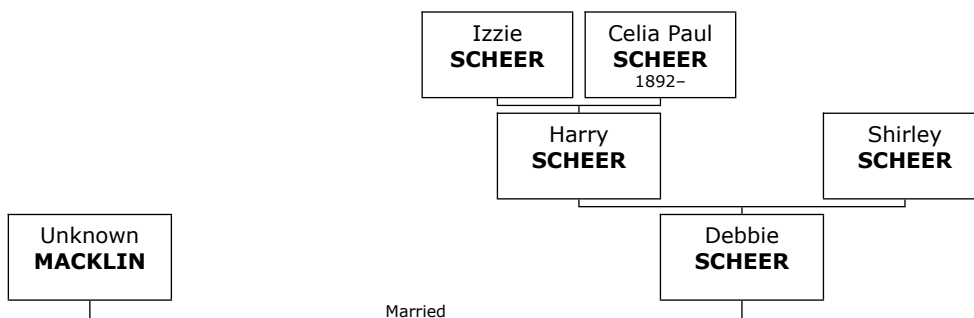 Izzie
SCHEER
Celia Paul
SCHEER
1892–
Harry
SCHEER
Shirley
SCHEER
Unknown
MACKLIN
Debbie
SCHEER
Married